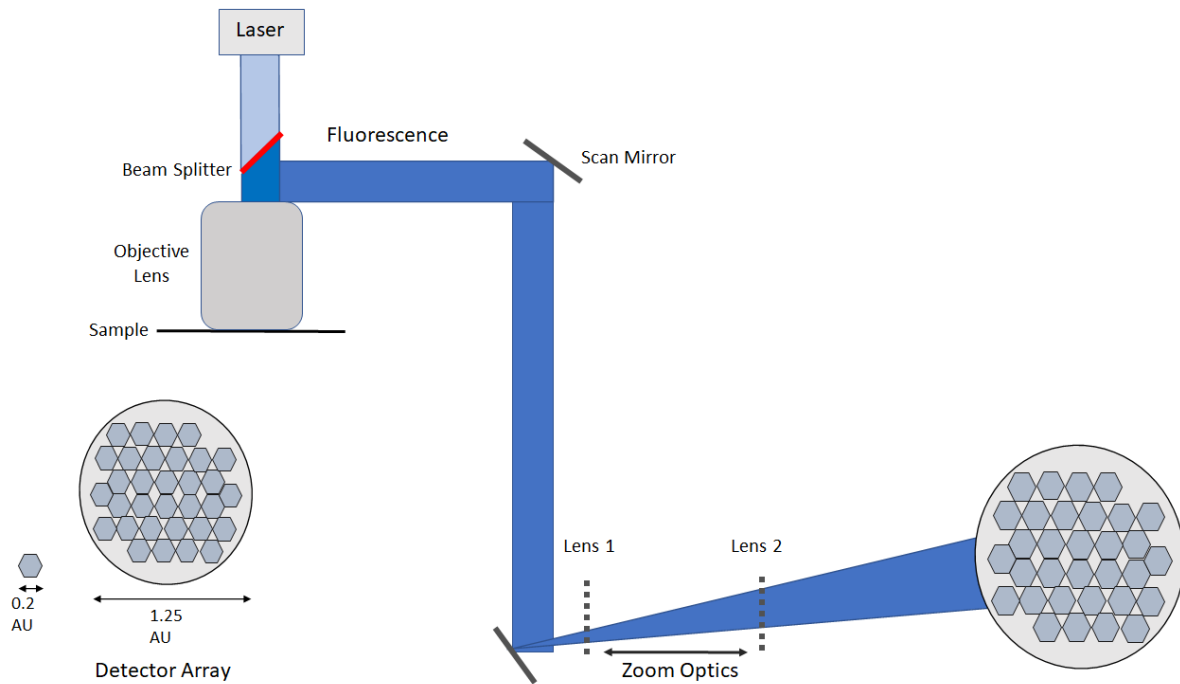 Laser
Fluorescence
Scan Mirror
Beam Splitter
Objective
Lens
Sample
Lens 1
Lens 2
0.2
AU
1.25
AU
Zoom Optics
Detector Array